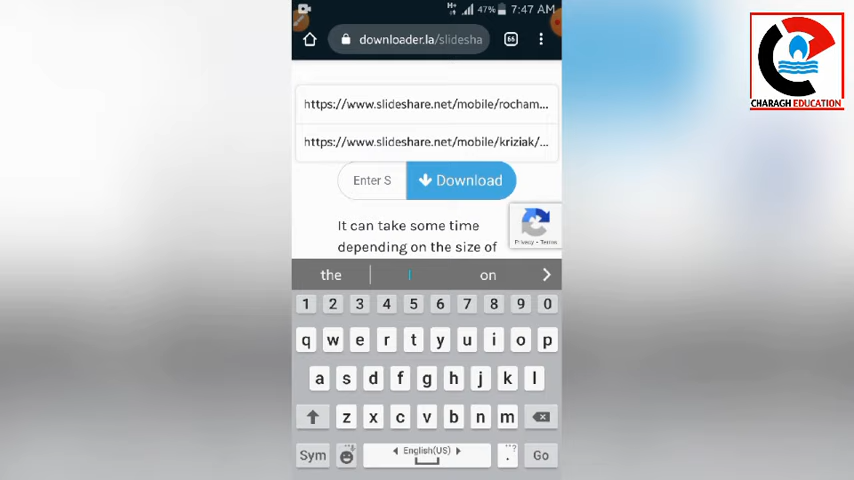 47% 7:47 AM
downloader.la/slidesha
66
https://www.slideshare.net/mobile/rocham...
https://www.slideshare.net/mobile/kriziak/...
Enter S
Download
It can take some time
depending on the size of
Privacy - Terms
the I on
1 2 3 4 5 6 7 8 9 0
q w e r t y u i o p
a s d f g h j k l
z x c v b n m
Sym English(US) . Go
CHARAGH EDUCATION